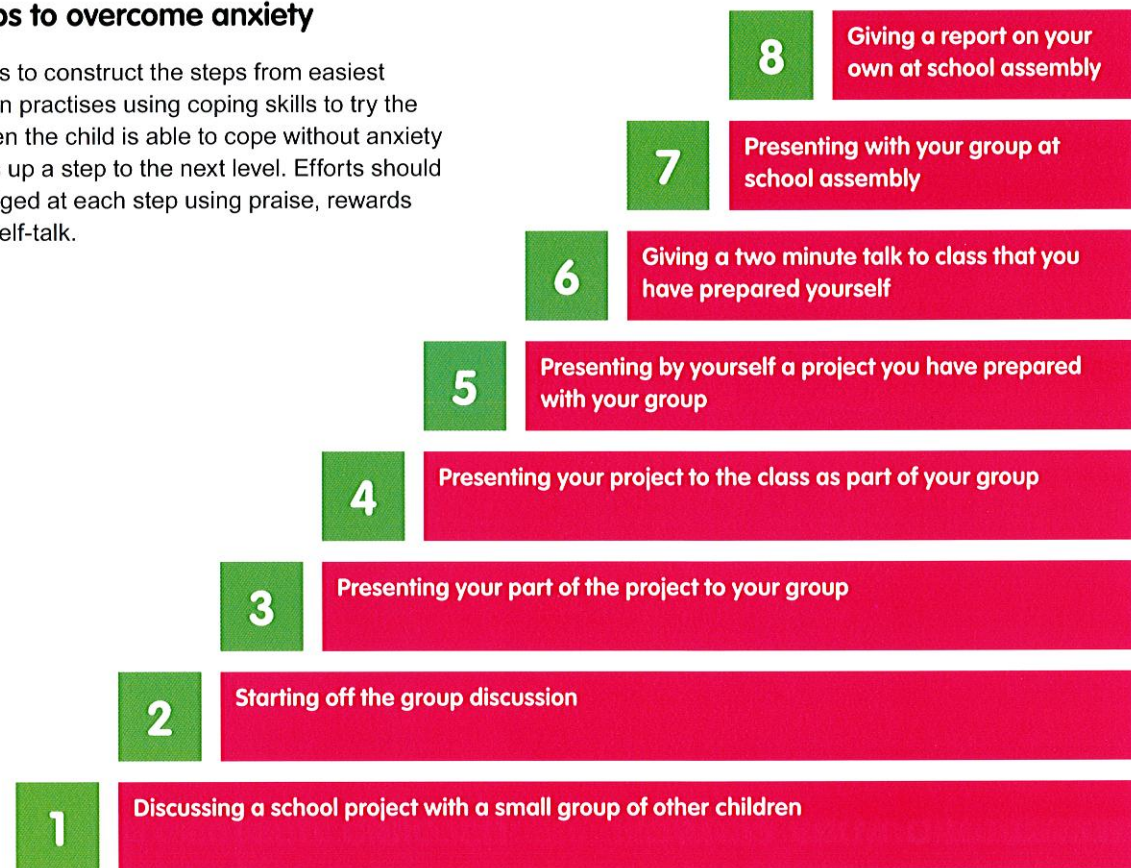 to overcome anxiety
s to construct the steps from easiest
n practises using coping skills to try the
en the child is able to cope without anxiety
up a step to the next level. Efforts should
ged at each step using praise, rewards
elf-talk.
8
Giving a report on your
own at school assembly
7
Presenting with your group at
school assembly
6
Giving a two minute talk to class that you
have prepared yourself
5
Presenting by yourself a project you have prepared
with your group
4
Presenting your project to the class as part of your group
3
Presenting your part of the project to your group
2
Starting off the group discussion
1
Discussing a school project with a small group of other children